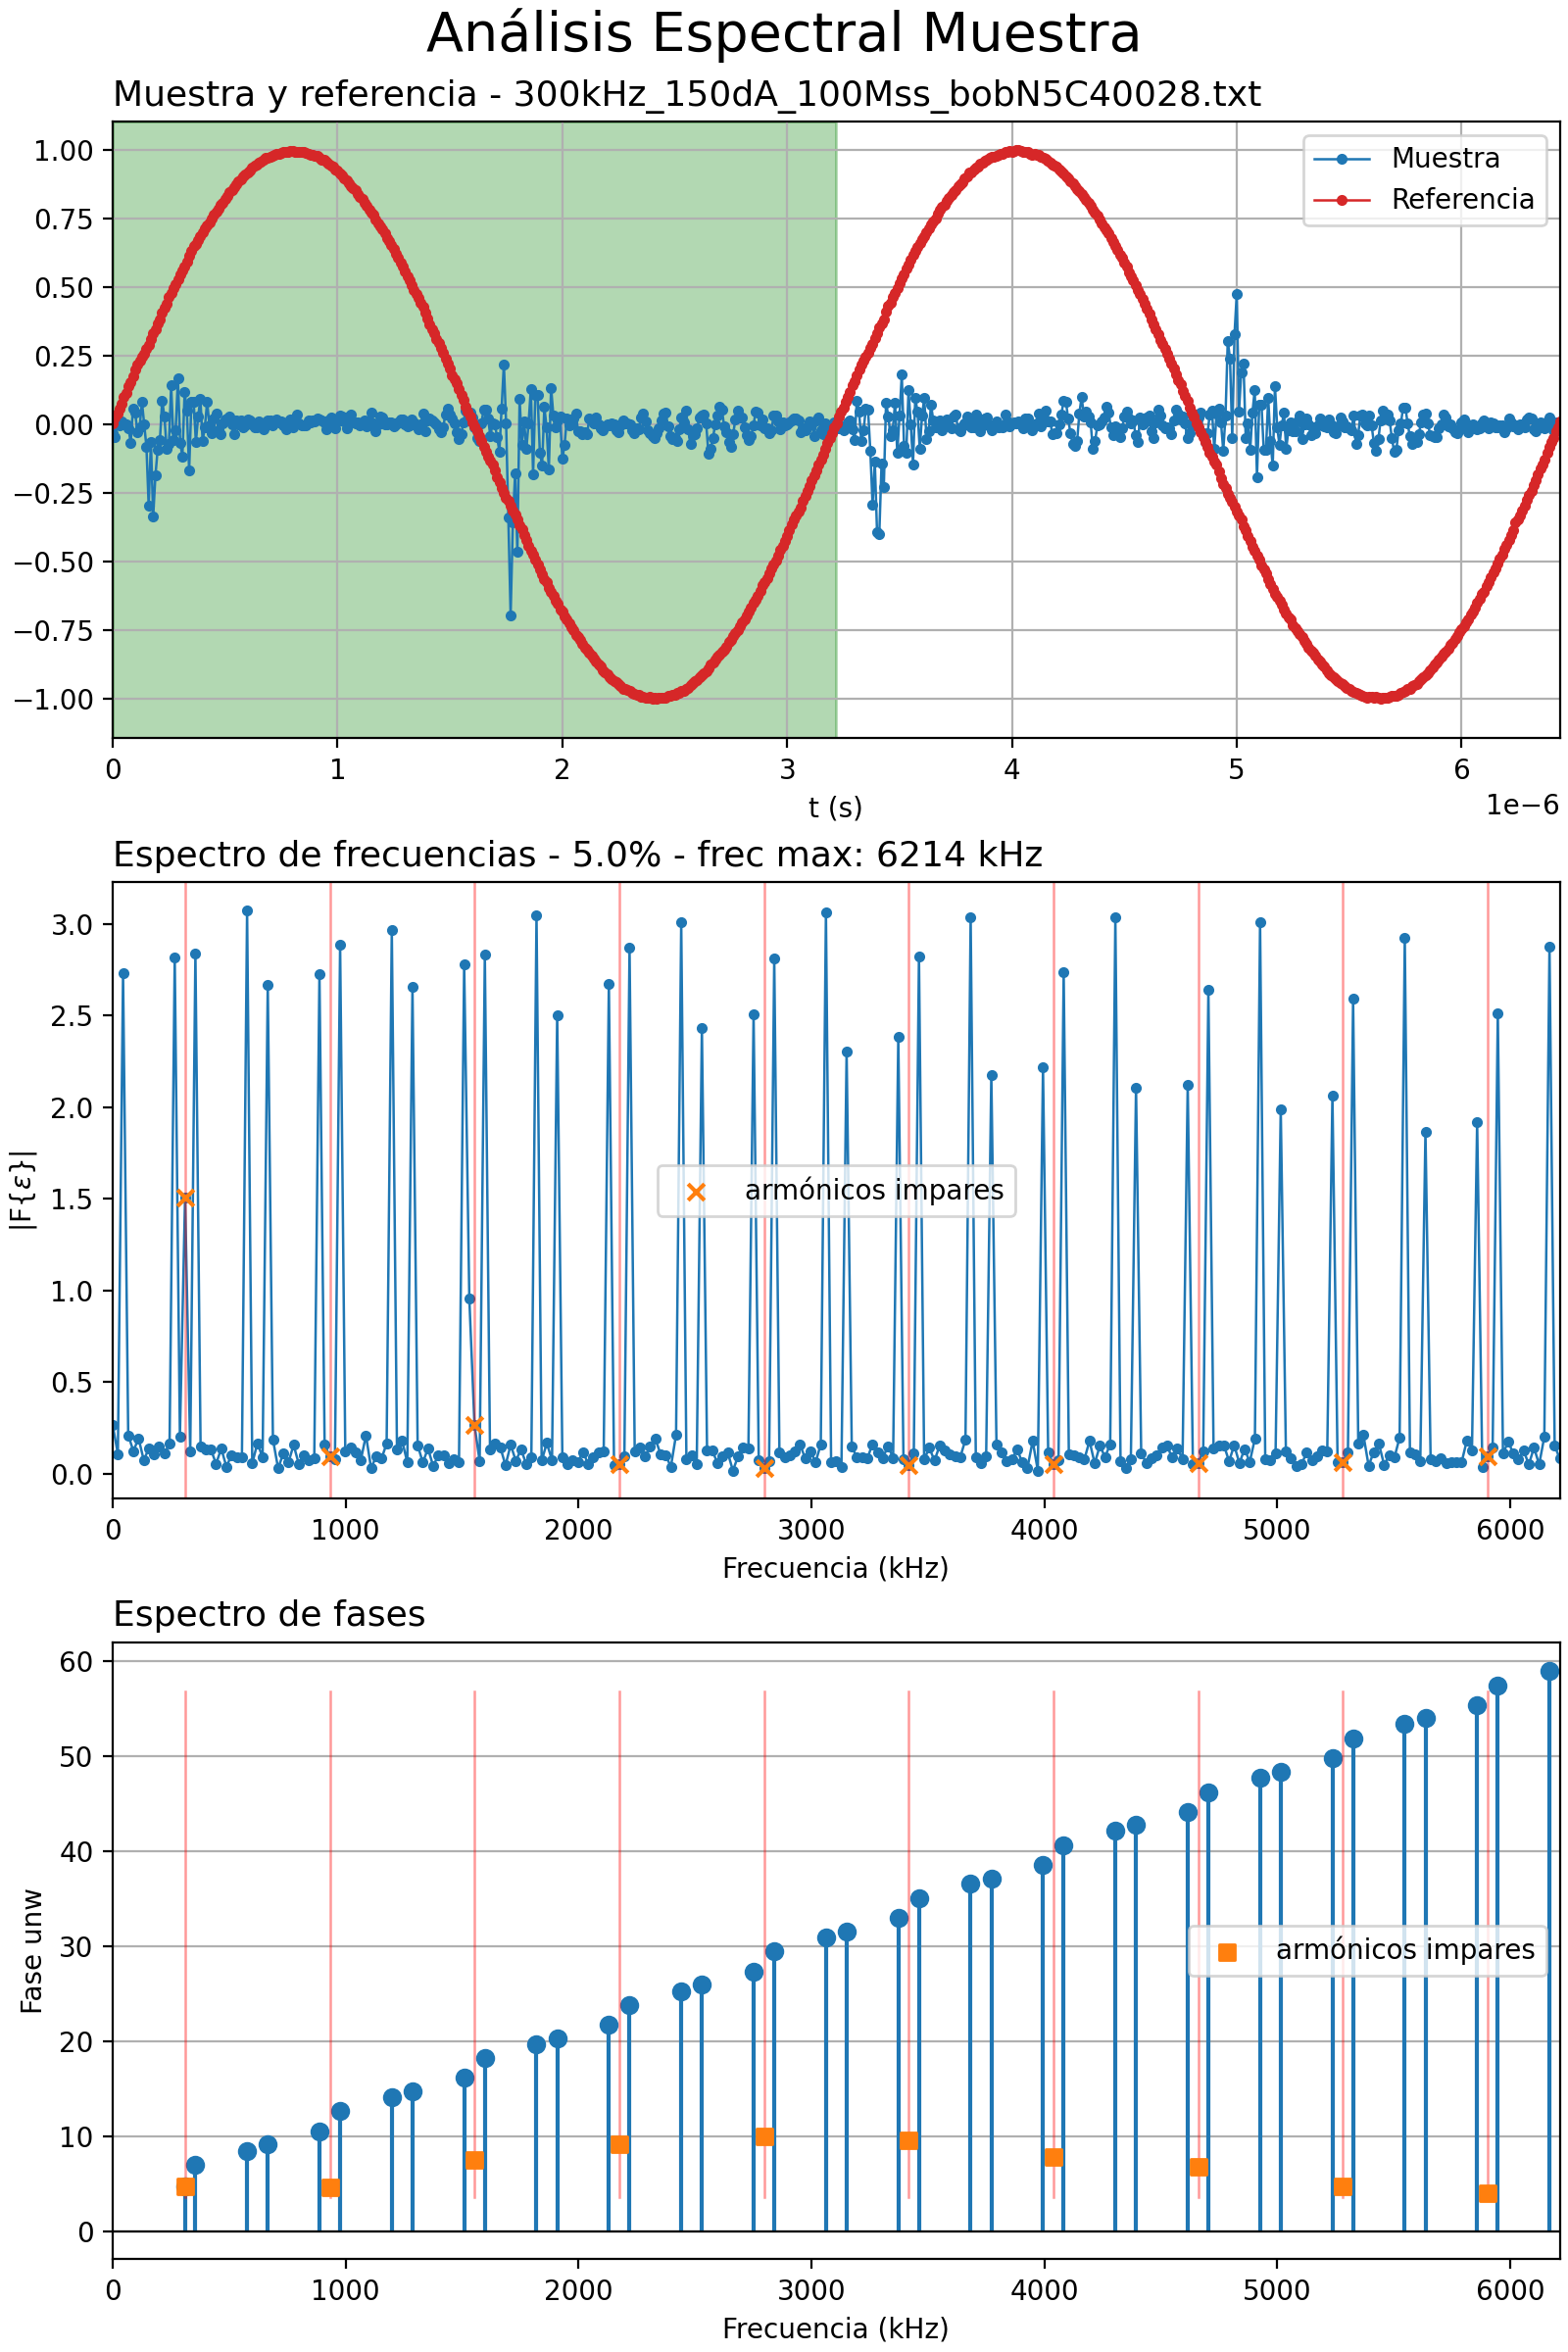 Análisis Espectral Muestra
Muestra y referencia - 300kHz_150dA_100Mss_bobN5C40028.txt
Muestra
Referencia
1.00
0.75
0.50
0.25
0.00
−0.25
−0.50
−0.75
−1.00
0 1 2 3 4 5 6
t (s)
1e−6
Espectro de frecuencias - 5.0% - frec max: 6214 kHz
|F{ε}|
3.0
2.5
2.0
1.5
1.0
0.5
0.0
armónicos impares
0 1000 2000 3000 4000 5000 6000
Frecuencia (kHz)
Espectro de fases
Fase unw
60
50
40
30
20
10
0
armónicos impares
0 1000 2000 3000 4000 5000 6000
Frecuencia (kHz)